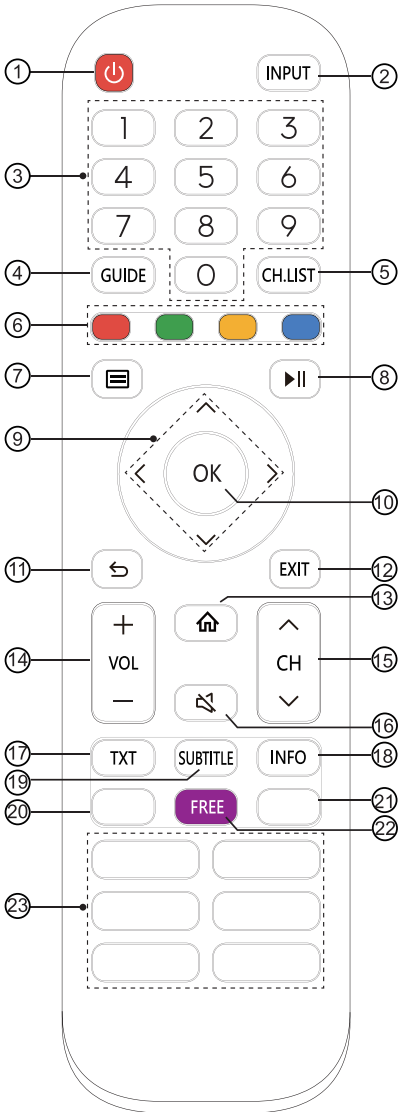 ① INPUT ②
1 2 3
③ 4 5 6
7 8 9
④ GUIDE 0 CH.LIST ⑤
⑥
⑦ ⑧
⑨
OK
⑩
⑪ EXIT ⑫
⑬
+ ^
⑭ VOL CH ⑮
−
⑯
⑰ TXT SUBTITLE INFO ⑱
⑲
⑳ FREE ㉑
㉒
㉓